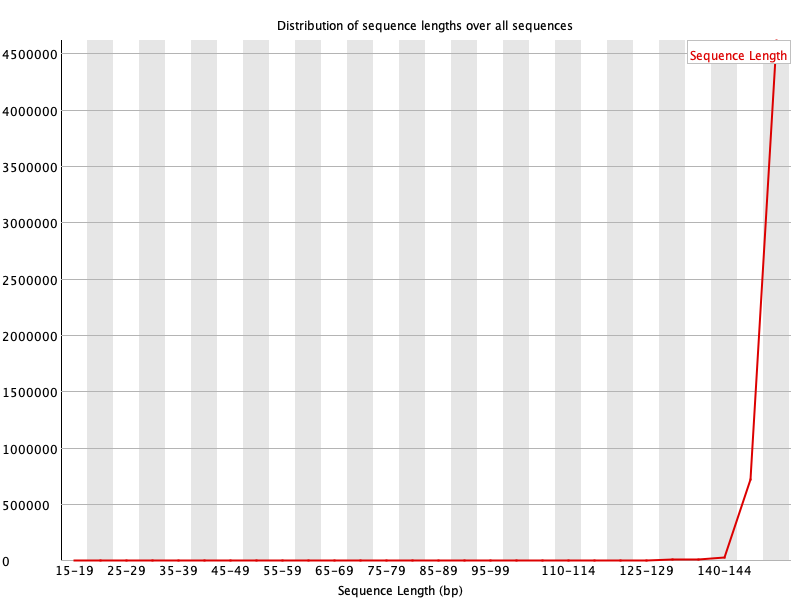 Distribution of sequence lengths over all sequences
Sequence Length
4500000
4000000
3500000
3000000
2500000
2000000
1500000
1000000
500000
0
15–19 25–29 35–39 45–49 55–59 65–69 75–79 85–89 95–99 110–114 125–129 140–144
Sequence Length (bp)